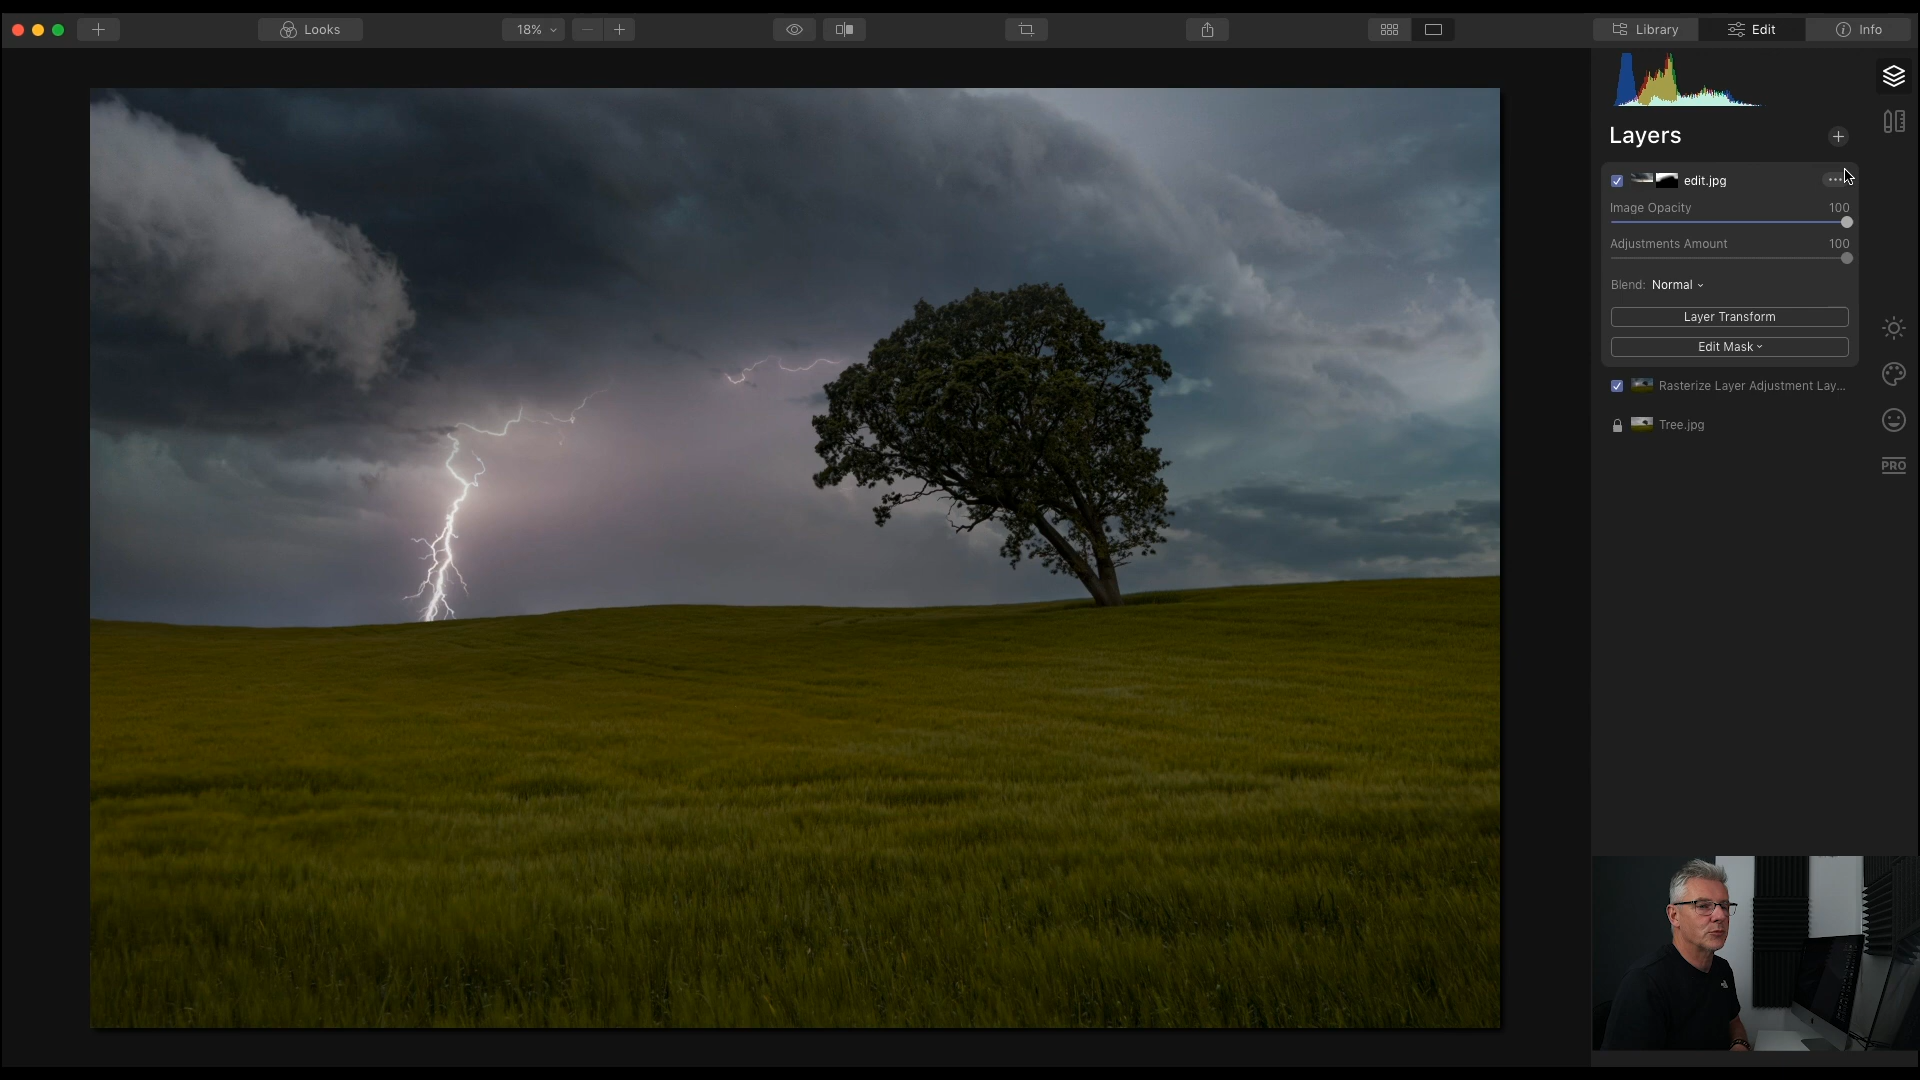 Looks
18%
Library
Edit
Info
Layers
edit.jpg
Image Opacity 100
Adjustments Amount 100
Blend: Normal
Layer Transform
Edit Mask
Rasterize Layer Adjustment Lay...
Tree.jpg
PRO